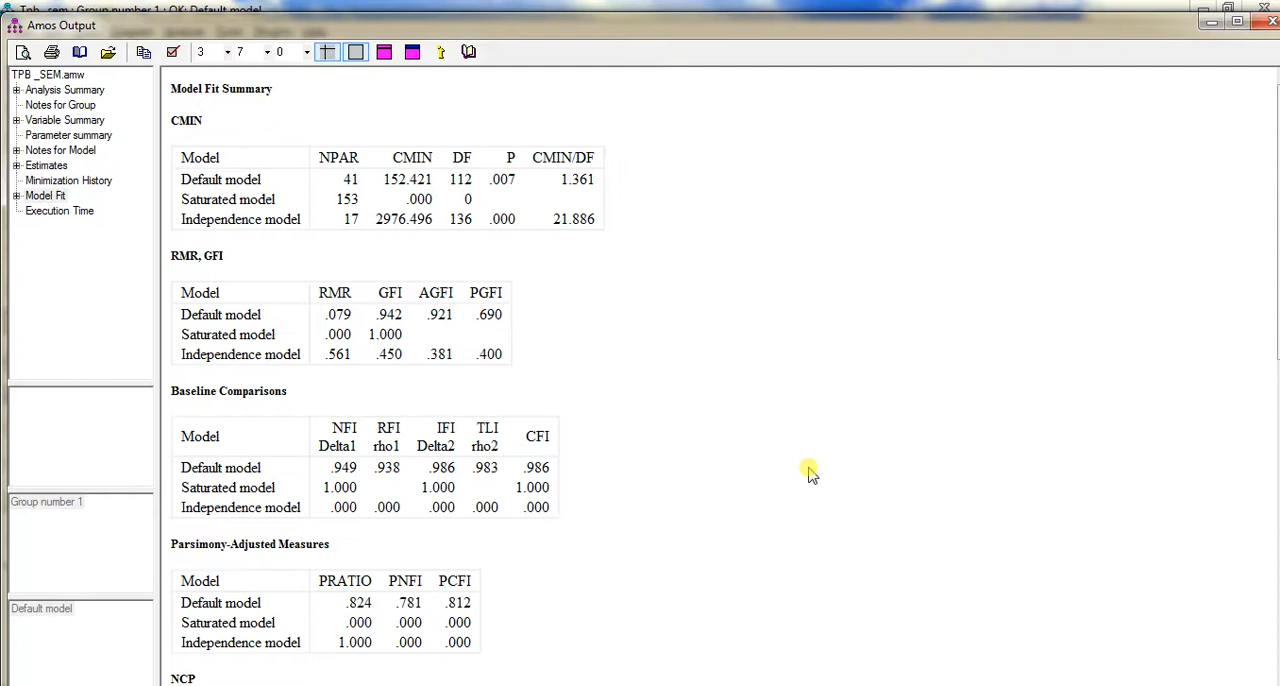 Tpb_sem : Group number 1 : OK: Default model
Amos Output
3 7 0
TPB _SEM.amw
Analysis Summary
Notes for Group
Variable Summary
Parameter summary
Notes for Model
Estimates
Minimization History
Model Fit
Execution Time
Group number 1
Default model
Model Fit Summary
CMIN
Model NPAR CMIN DF P CMIN/DF
Default model 41 152.421 112 .007 1.361
Saturated model 153 .000 0
Independence model 17 2976.496 136 .000 21.886
RMR, GFI
Model RMR GFI AGFI PGFI
Default model .079 .942 .921 .690
Saturated model .000 1.000
Independence model .561 .450 .381 .400
Baseline Comparisons
Model NFI Delta1 RFI rho1 IFI Delta2 TLI rho2 CFI
Default model .949 .938 .986 .983 .986
Saturated model 1.000 1.000 1.000
Independence model .000 .000 .000 .000 .000
Parsimony-Adjusted Measures
Model PRATIO PNFI PCFI
Default model .824 .781 .812
Saturated model .000 .000 .000
Independence model 1.000 .000 .000
NCP